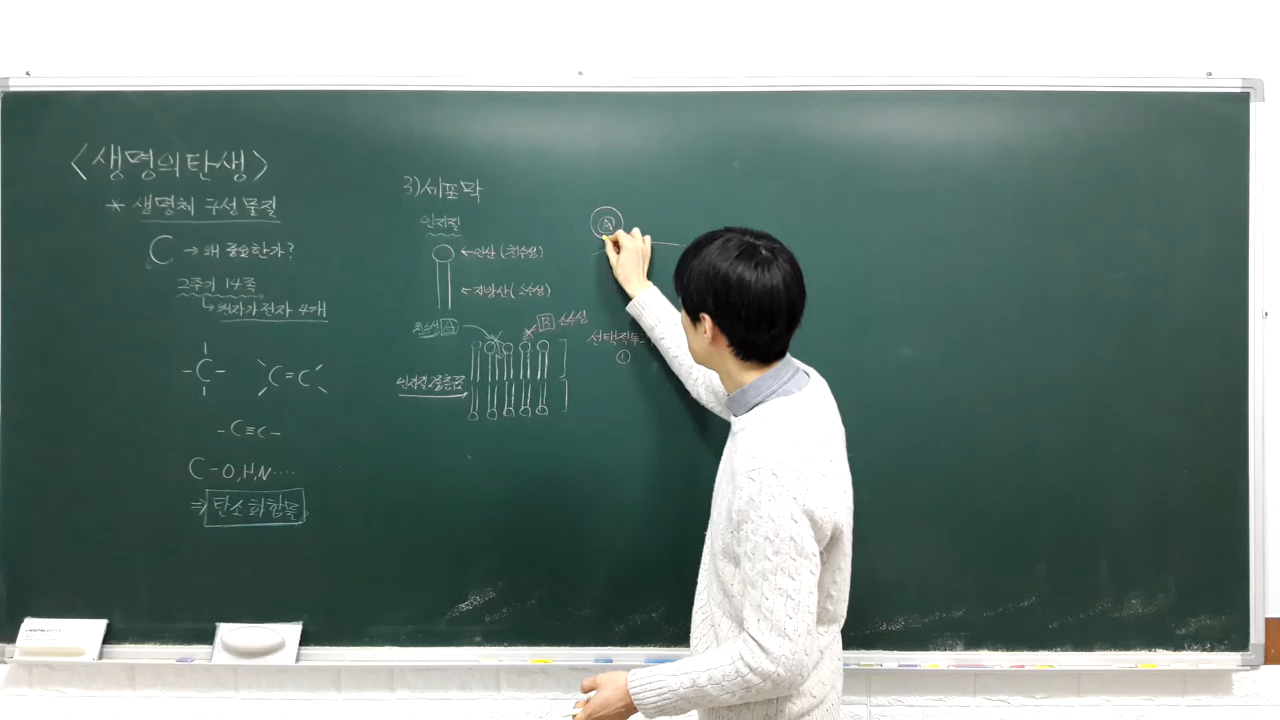 <생명의 탄생>
* 생명체 구성 물질
C → 왜 중요한가?
2주기 14족
↳ 원자가 전자 4개
-C-
C=C
-C≡C-
C-O,H,N....
⇒ 탄소 화합물
3) 세포막
인지질
← 인산 (친수성)
← 지방산 (소수성)
친수성 A
B 소수성
인지질 2중층
선택적 투과
①
A